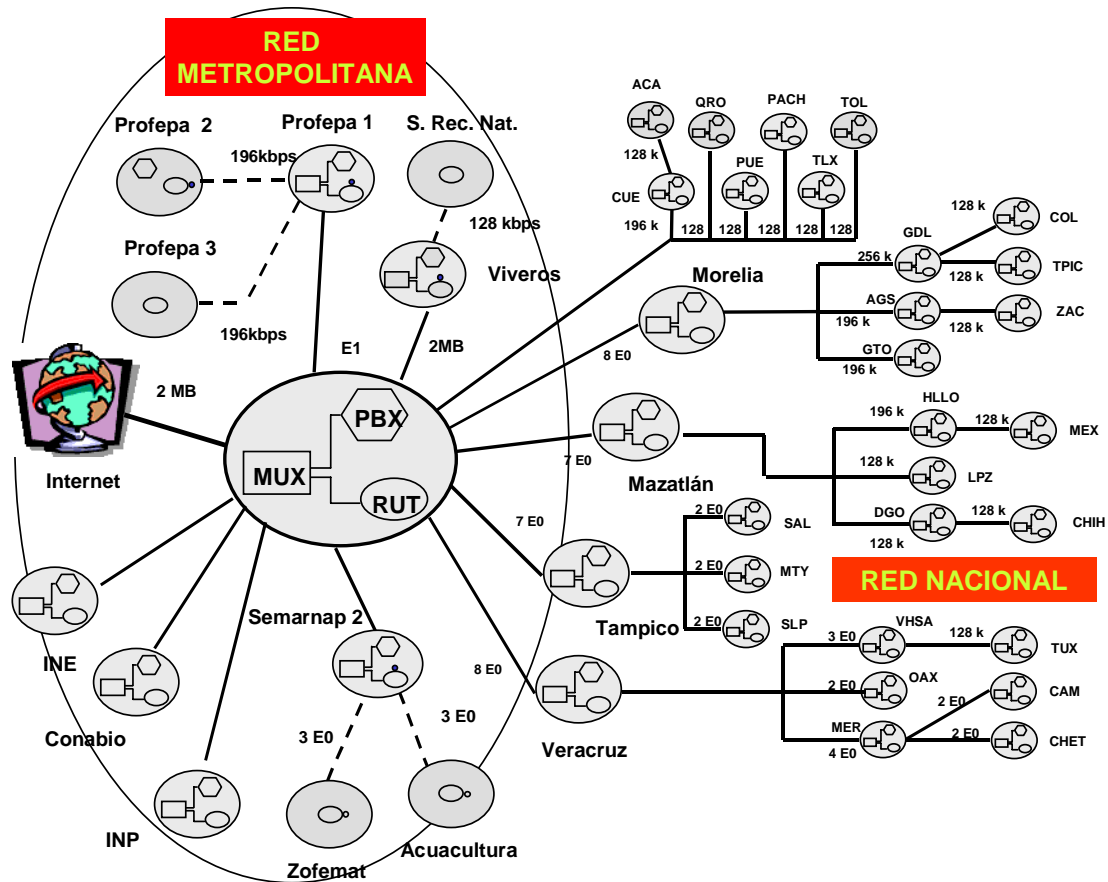 RED
METROPOLITANA
Profepa 2
Profepa 1
S. Rec. Nat.
196kbps
128 kbps
Profepa 3
Viveros
196kbps
E1
2MB
2 MB
Internet
PBX
MUX
RUT
INE
Conabio
INP
Semarnap 2
3 E0
3 E0
Zofemat
Acuacultura
ACA
QRO
PACH
TOL
128 k
PUE
TLX
CUE
196 k
128
128
128
128
128
Morelia
8 E0
GDL
256 k
128 k
COL
128 k
TPIC
AGS
196 k
128 k
ZAC
GTO
196 k
7 E0
Mazatlán
HLLO
196 k
128 k
MEX
128 k
LPZ
DGO
128 k
128 k
CHIH
7 E0
Tampico
2 E0
SAL
2 E0
MTY
2 E0
SLP
RED NACIONAL
8 E0
Veracruz
VHSA
3 E0
128 k
TUX
OAX
2 E0
2 E0
CAM
MER
4 E0
2 E0
CHET